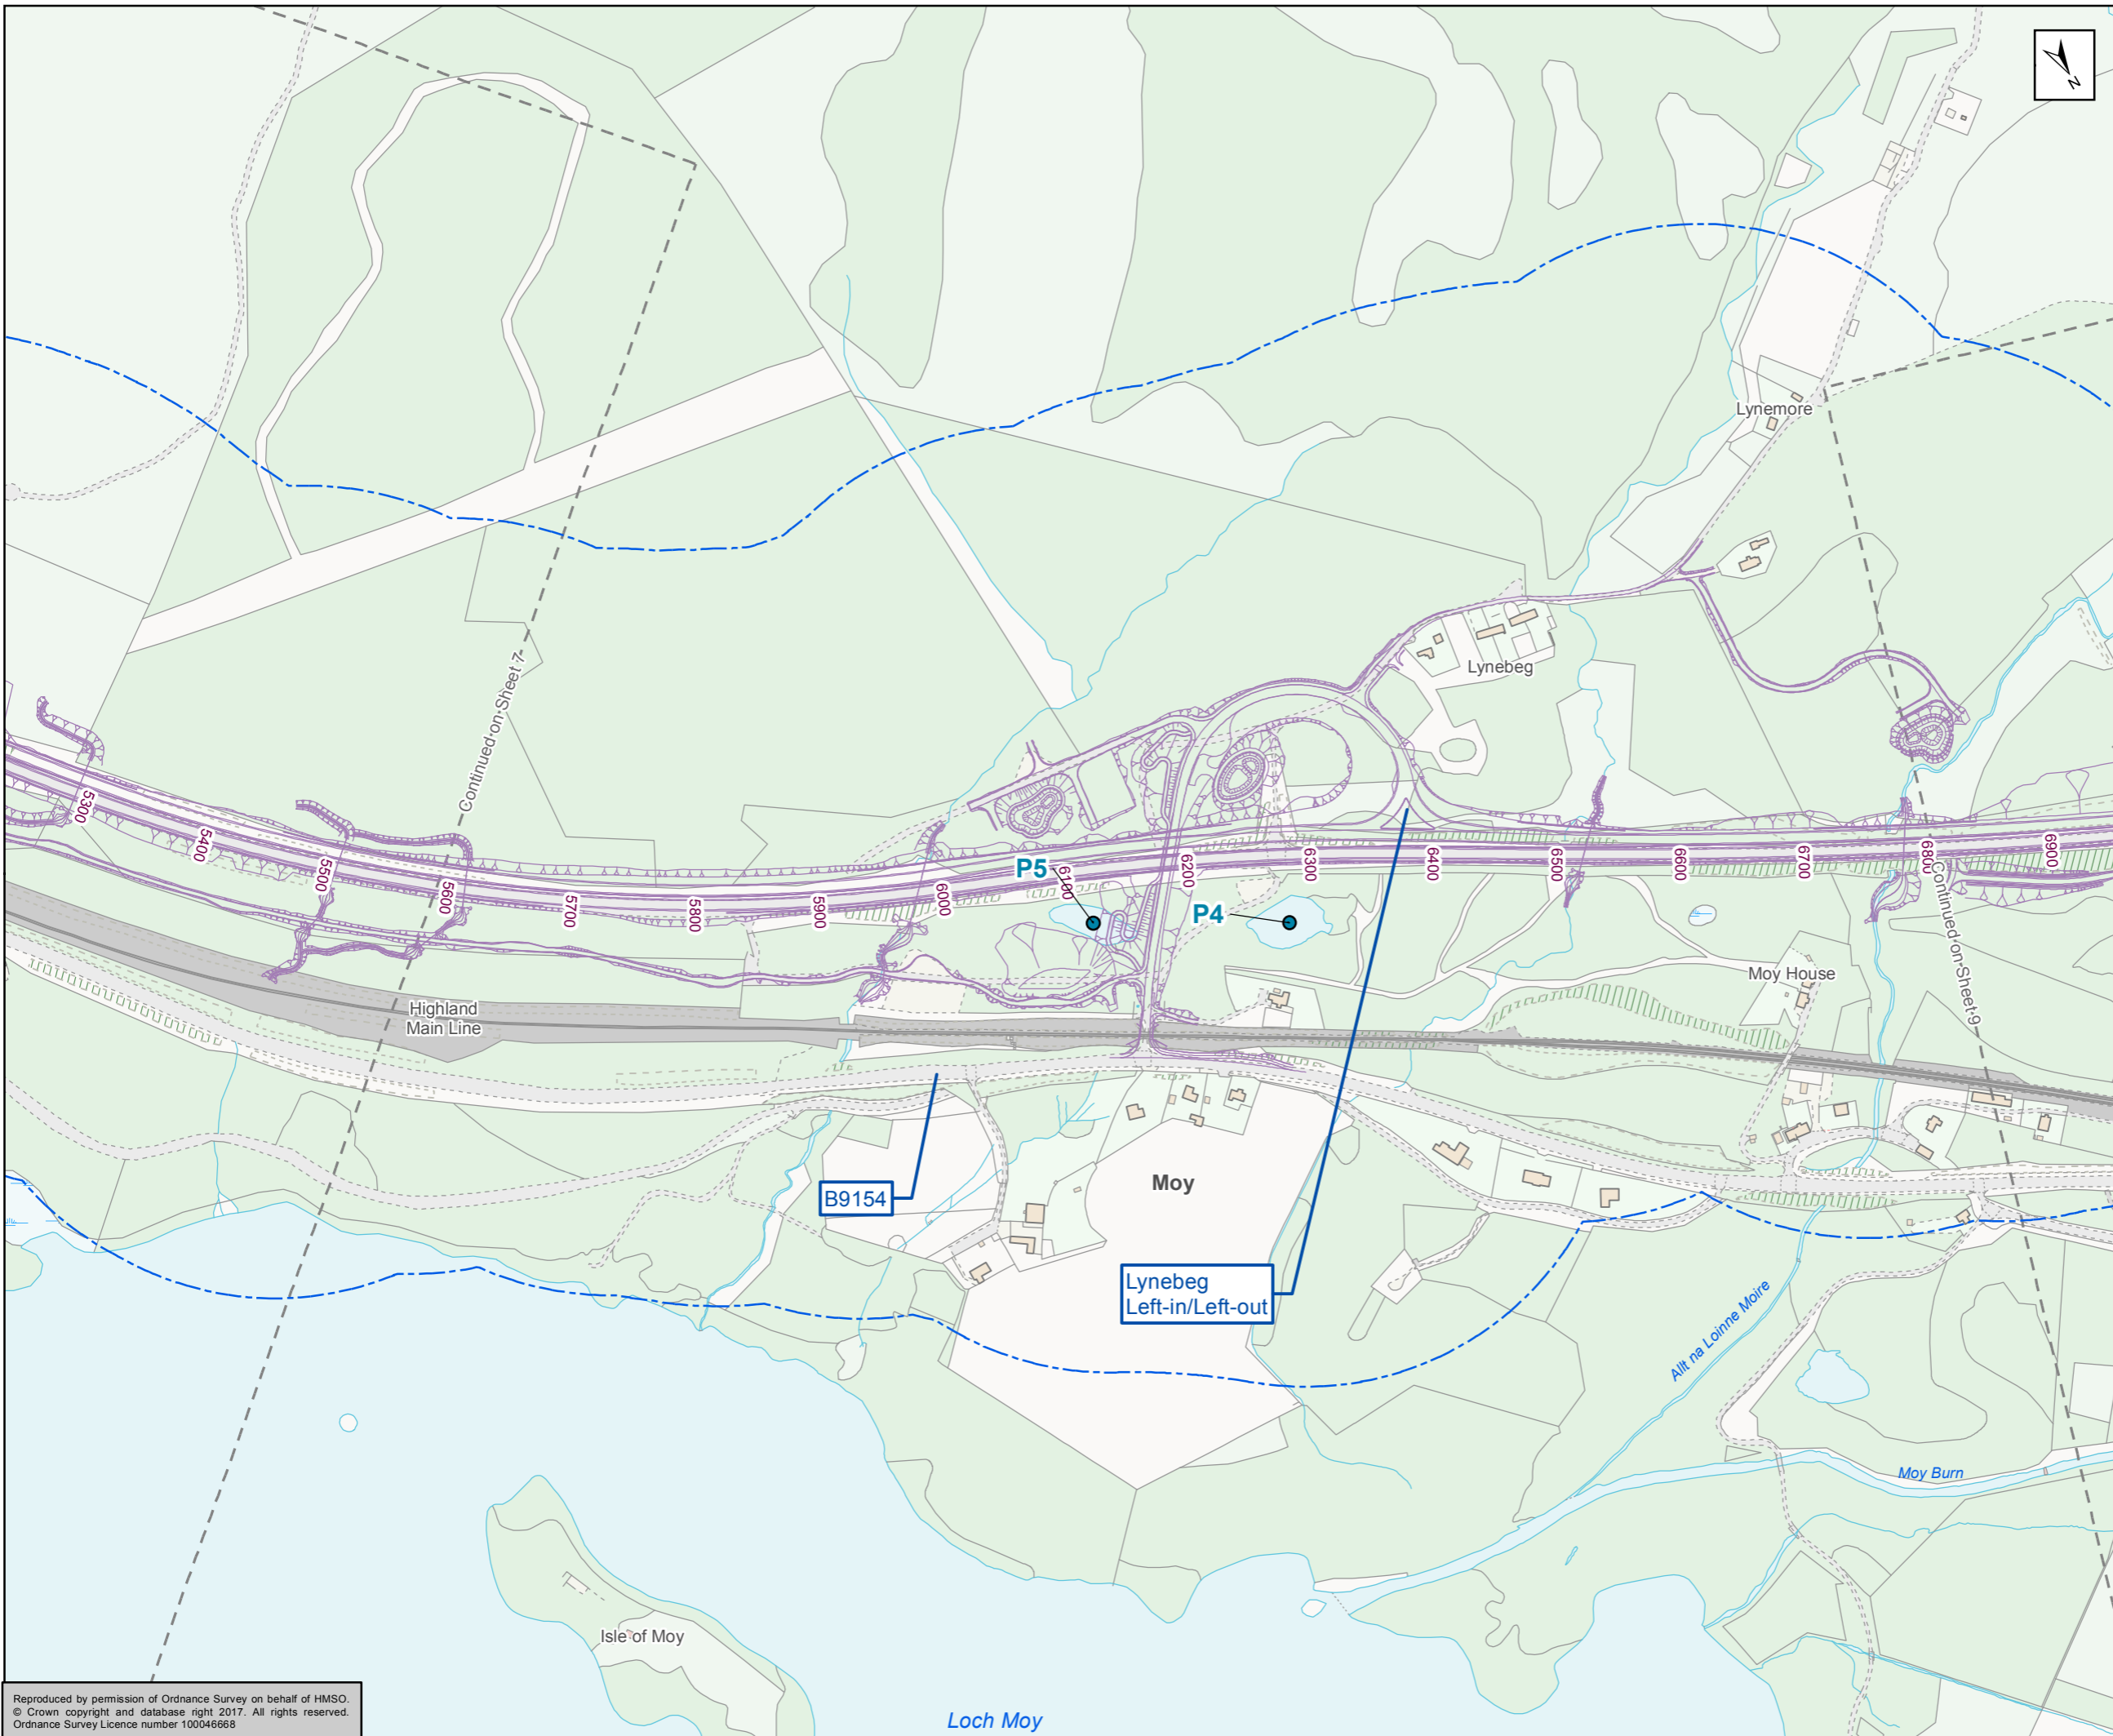 N
Lynemore
Continued on Sheet 7
Lynebeg
5300
5400
5500
5600
5700
5800
5900
6000
6100
6200
6300
6400
6500
6600
6700
6800
6900
P5
P4
Continued on Sheet 9
Moy House
Highland
Main Line
B9154
Moy
Lynebeg
Left-in/Left-out
Allt na Loinne Moire
Moy Burn
Isle of Moy
Loch Moy
Reproduced by permission of Ordnance Survey on behalf of HMSO.
© Crown copyright and database right 2017. All rights reserved.
Ordnance Survey Licence number 100046668